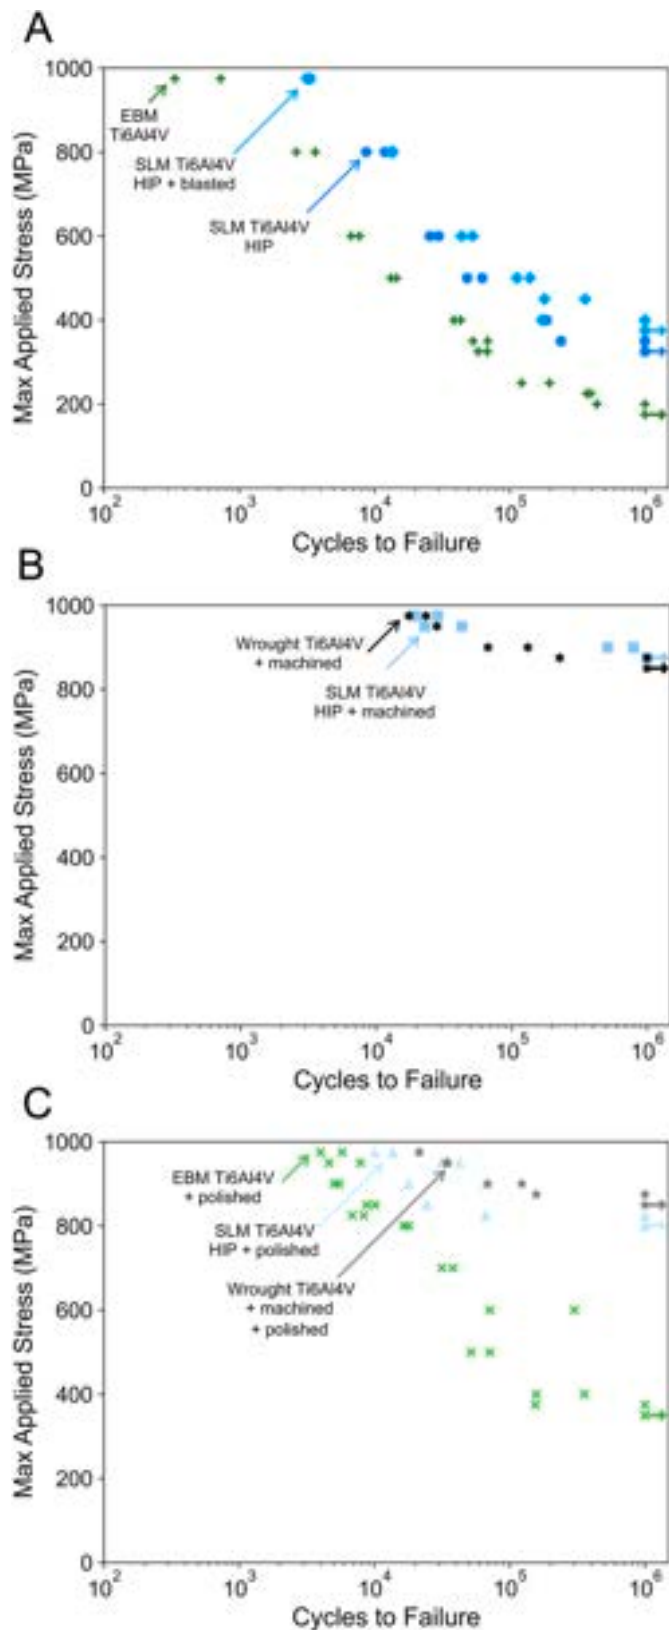 A
1000
800
600
400
200
0
Max Applied Stress (MPa)
EBM
Ti6Al4V
SLM Ti6Al4V
HIP + blasted
SLM Ti6Al4V
HIP
10² 10³ 10⁴ 10⁵ 10⁶
Cycles to Failure
B
1000
800
600
400
200
0
Max Applied Stress (MPa)
Wrought Ti6Al4V
+ machined
SLM Ti6Al4V
HIP + machined
10² 10³ 10⁴ 10⁵ 10⁶
Cycles to Failure
C
1000
800
600
400
200
0
Max Applied Stress (MPa)
EBM Ti6Al4V
+ polished
SLM Ti6Al4V
HIP + polished
Wrought Ti6Al4V
+ machined
+ polished
10² 10³ 10⁴ 10⁵ 10⁶
Cycles to Failure